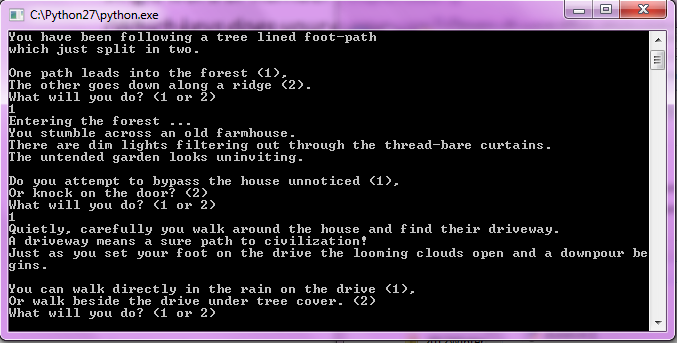 C:\Python27\python.exe
You have been following a tree lined foot-path
which just split in two.
One path leads into the forest (1),
The other goes down along a ridge (2).
What will you do? (1 or 2)
1
Entering the forest ...
You stumble across an old farmhouse.
There are dim lights filtering out through the thread-bare curtains.
The untended garden looks uninviting.
Do you attempt to bypass the house unnoticed (1),
Or knock on the door? (2)
What will you do? (1 or 2)
1
Quietly, carefully you walk around the house and find their driveway.
A driveway means a sure path to civilization!
Just as you set your foot on the drive the looming clouds open and a downpour be
gins.
You can walk directly in the rain on the drive (1),
Or walk beside the drive under tree cover. (2)
What will you do? (1 or 2)